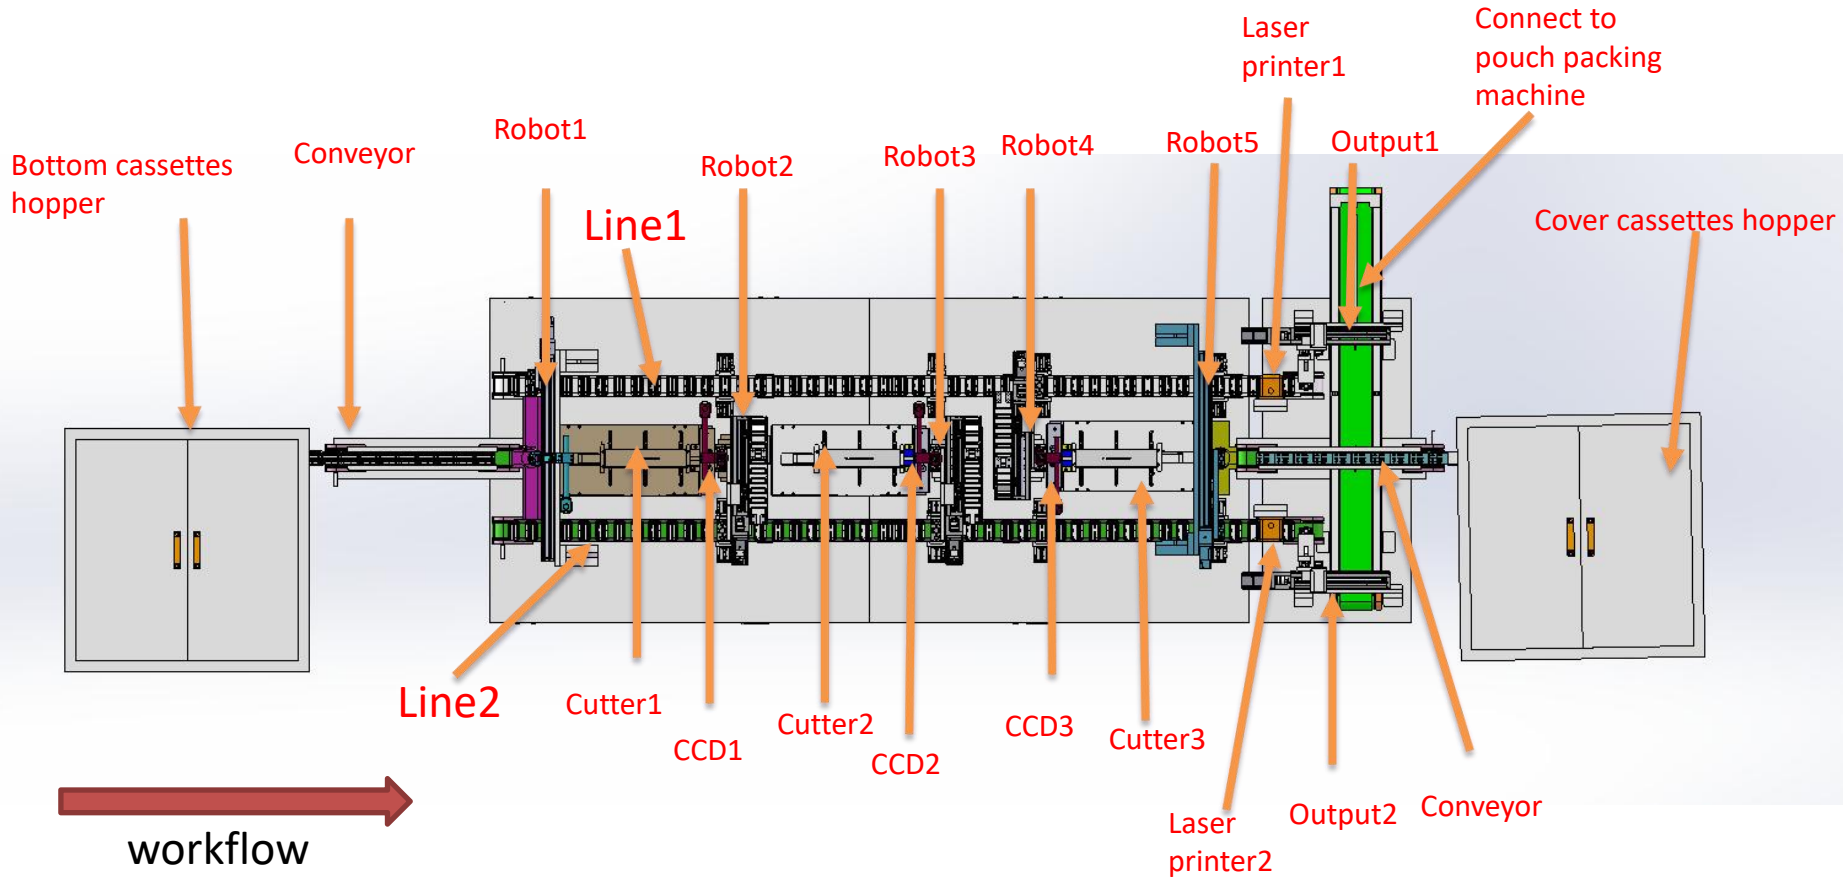 Laser
printer1
Connect to
pouch packing
machine
Bottom cassettes
hopper
Conveyor
Robot1
Robot2
Robot3
Robot4
Robot5
Output1
Line1
Cover cassettes hopper
Line2
Cutter1
CCD1
Cutter2
CCD2
CCD3
Cutter3
Laser
printer2
Output2
Conveyor
workflow